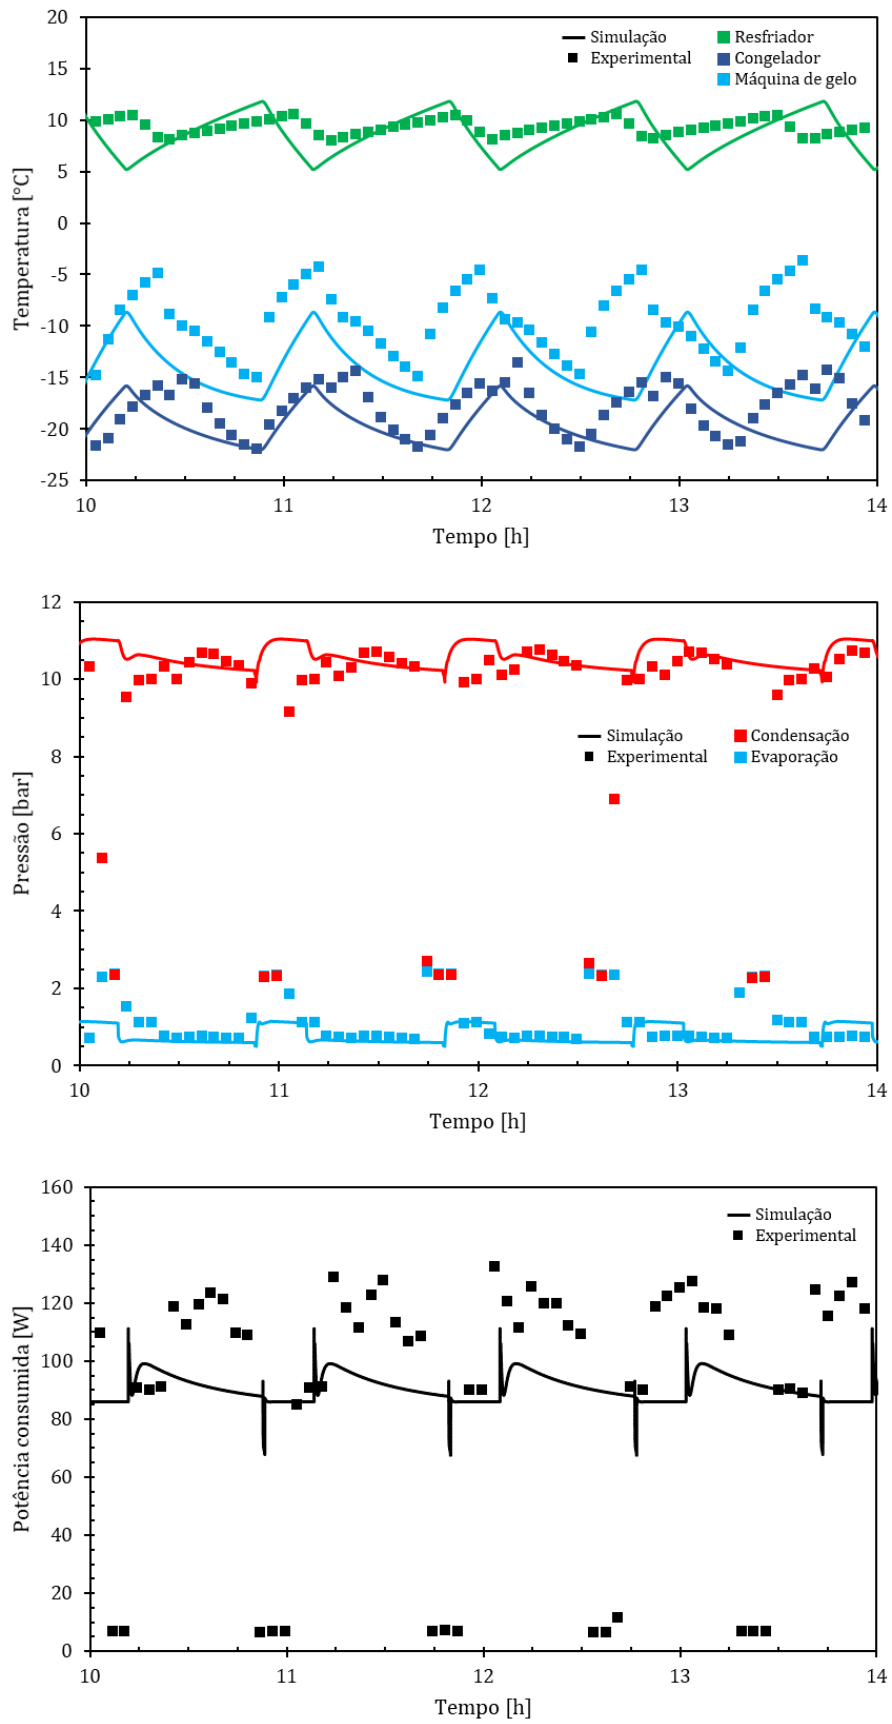 20
15
10
5
0
-5
-10
-15
-20
-25
Temperatura [°C]
Simulação
Experimental
Resfriador
Congelador
Máquina de gelo
10 11 12 13 14
Tempo [h]
12
10
8
6
4
2
0
Pressão [bar]
Simulação
Experimental
Condensação
Evaporação
10 11 12 13 14
Tempo [h]
160
140
120
100
80
60
40
20
0
Potência consumida [W]
Simulação
Experimental
10 11 12 13 14
Tempo [h]